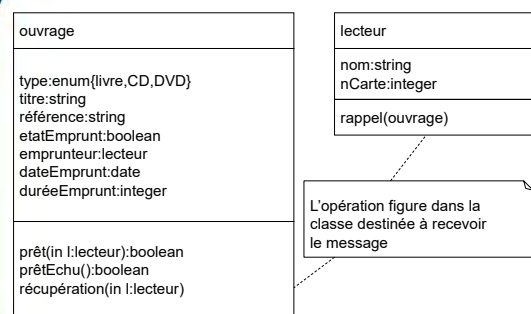 ouvrage
type:enum{livre,CD,DVD}
titre:string
référence:string
etatEmprunt:boolean
emprunteur:lecteur
dateEmprunt:date
duréeEmprunt:integer
prêt(in l:lecteur):boolean
prêtEchu():boolean
récupération(in l:lecteur)
lecteur
nom:string
nCarte:integer
rappel(ouvrage)
L'opération figure dans la
classe destinée à recevoir
le message